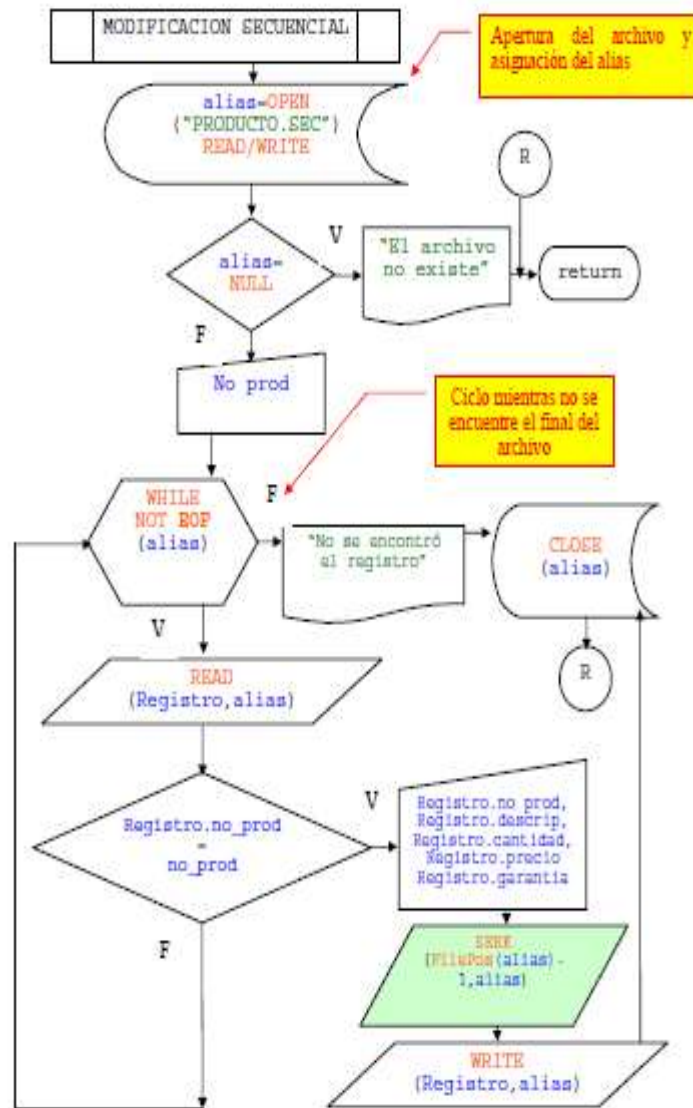 MODIFICACION SECUENCIAL
Apertura del archivo y
asignación del alias
alias=OPEN
("PRODUCTO.SEC")
READ/WRITE
R
V
alias=
NULL
"El archivo
no existe"
return
F
No prod
Ciclo mientras no se
encuentre el final del
archivo
F
WHILE
NOT EOF
(alias)
"No se encontró
el registro"
CLOSE
(alias)
V
R
READ
(Registro,alias)
V
Registro.no_prod
=
no_prod
Registro.no_prod,
Registro.descrip,
Registro.cantidad,
Registro.precio
Registro.garantia
F
SEEK
(FilePos(alias)-
1,alias)
WRITE
(Registro,alias)